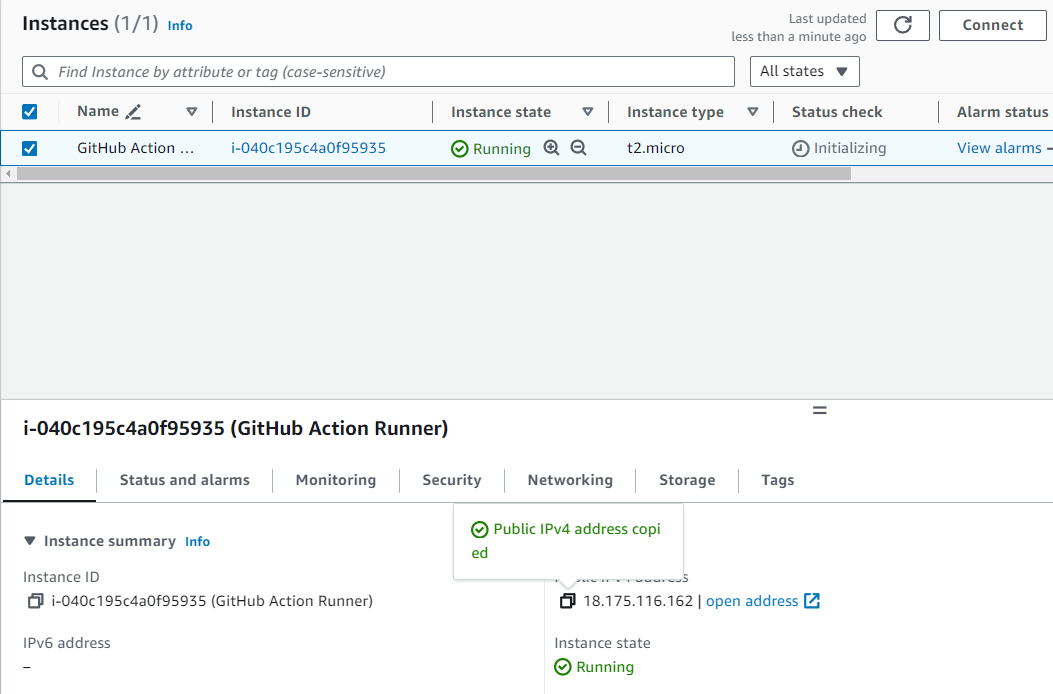 Instances (1/1) Info
Last updated
less than a minute ago
Connect
Find Instance by attribute or tag (case-sensitive)
All states
Name Instance ID Instance state Instance type Status check Alarm status
GitHub Action ... i-040c195c4a0f95935 Running t2.micro Initializing View alarms
i-040c195c4a0f95935 (GitHub Action Runner)
Details Status and alarms Monitoring Security Networking Storage Tags
Public IPv4 address copi
ed
Instance summary Info
Instance ID
i-040c195c4a0f95935 (GitHub Action Runner)
address
18.175.116.162 | open address
IPv6 address
–
Instance state
Running